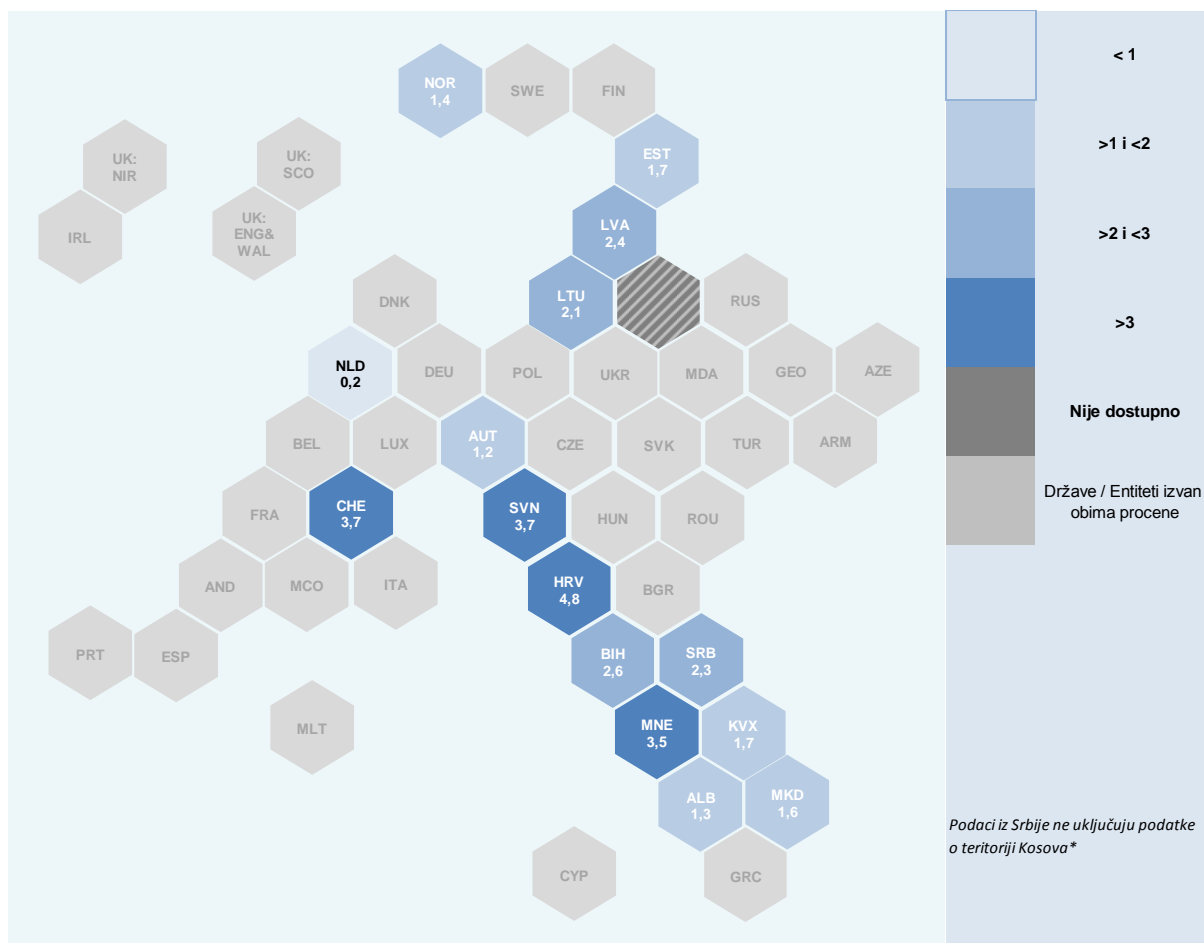 NOR
1,4
SWE
FIN
UK:
NIR
UK:
SCO
EST
1,7
IRL
UK:
ENG&
WAL
LVA
2,4
DNK
LTU
2,1
RUS
NLD
0,2
DEU
POL
UKR
MDA
GEO
AZE
BEL
LUX
AUT
1,2
CZE
SVK
TUR
ARM
FRA
CHE
3,7
SVN
3,7
HUN
ROU
AND
MCO
ITA
HRV
4,8
BGR
PRT
ESP
BIH
2,6
SRB
2,3
MLT
MNE
3,5
KVX
1,7
ALB
1,3
MKD
1,6
CYP
GRC
< 1
>1 i <2
>2 i <3
>3
Nije dostupno
Države / Entiteti izvan
obima procene
Podaci iz Srbije ne uključuju podatke
o teritoriji Kosova*